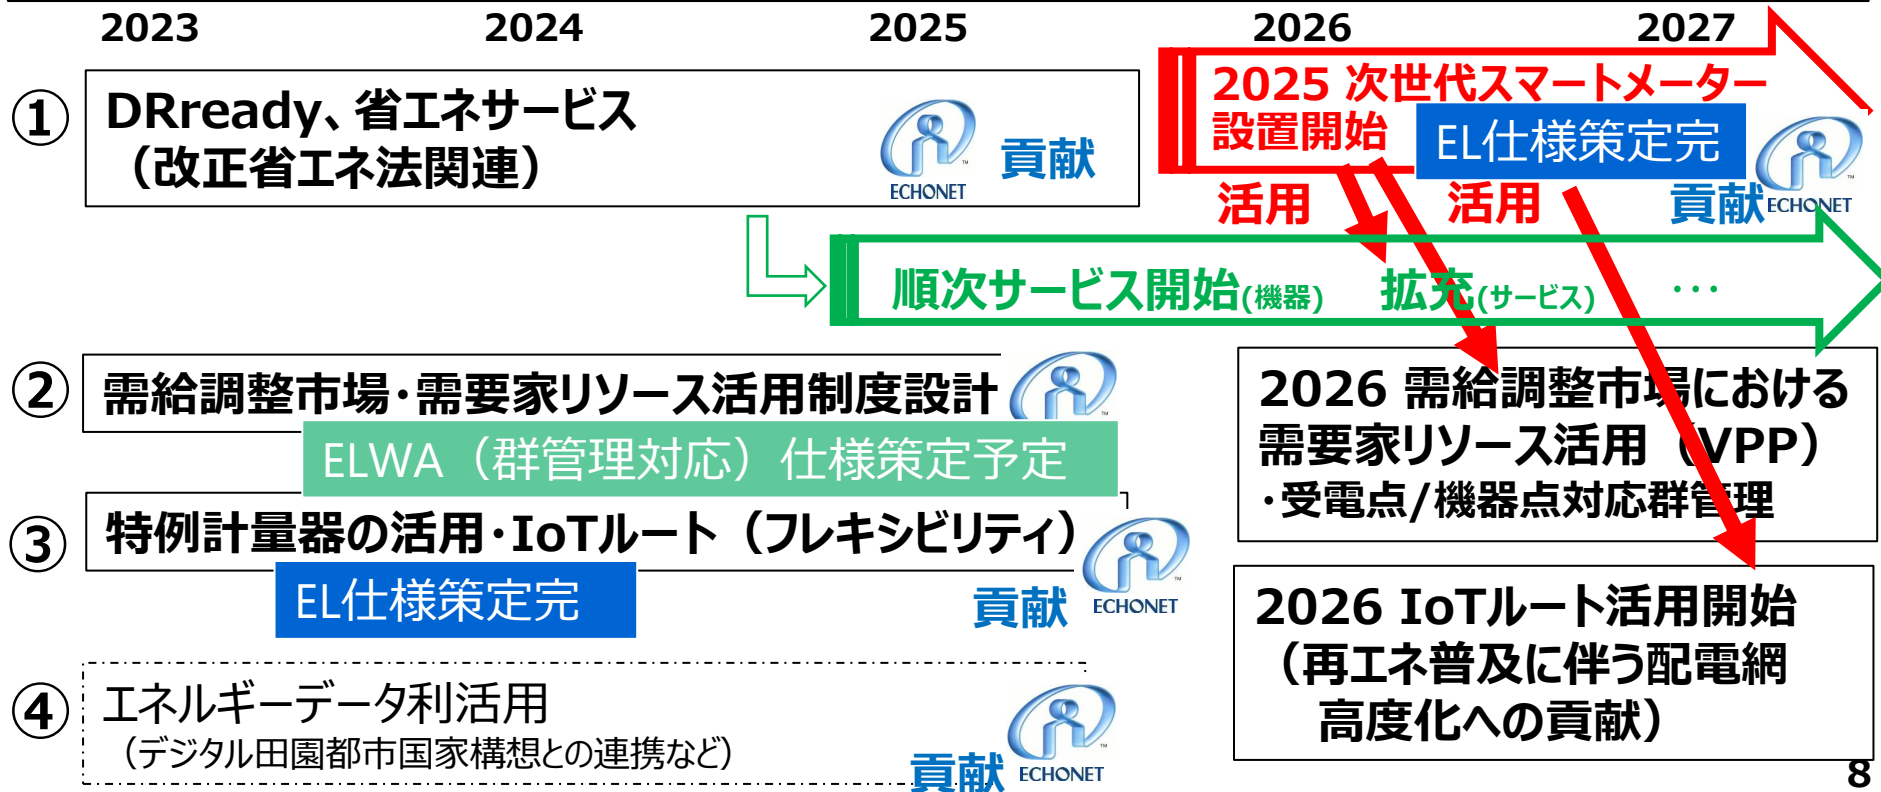 2023 2024 2025 2026 2027
① DRready、省エネサービス
（改正省エネ法関連）
ECHONET
貢献
2025 次世代スマートメーター
設置開始
EL仕様策定完
活用 活用 貢献
ECHONET
順次サービス開始(機器) 拡充(サービス) ･･･
② 需給調整市場・需要家リソース活用制度設計
ELWA（群管理対応）仕様策定予定
2026 需給調整市場における
需要家リソース活用（VPP）
・受電点/機器点対応群管理
③ 特例計量器の活用・IoTルート（フレキシビリティ）
EL仕様策定完
貢献
ECHONET
2026 IoTルート活用開始
（再エネ普及に伴う配電網
高度化への貢献）
④ エネルギーデータ利活用
（デジタル田園都市国家構想との連携など）
貢献
ECHONET
8